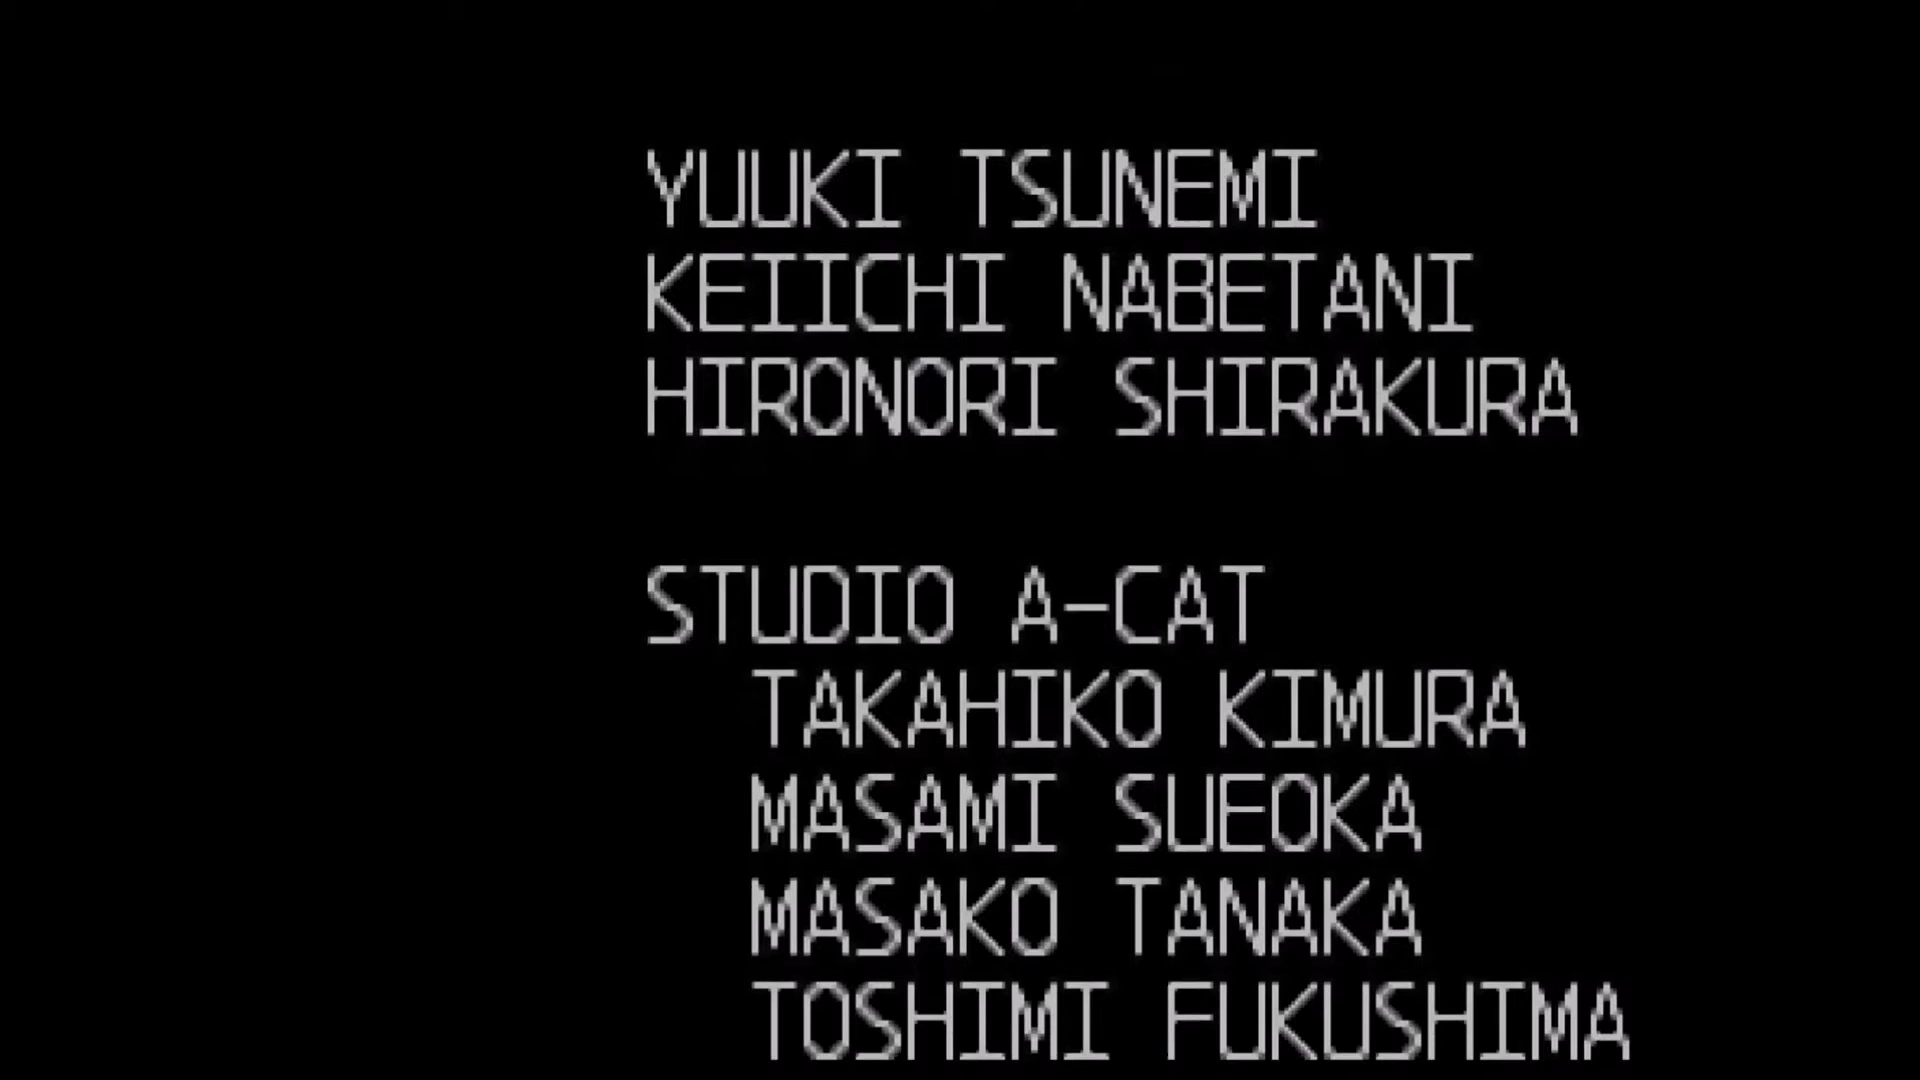 YUUKI TSUNEMI
KEIICHI NABETANI
HIRONORI SHIRAKURA
STUDIO A-CAT
TAKAHIKO KIMURA
MASAMI SUEOKA
MASAKO TANAKA
TOSHIMI FUKUSHIMA